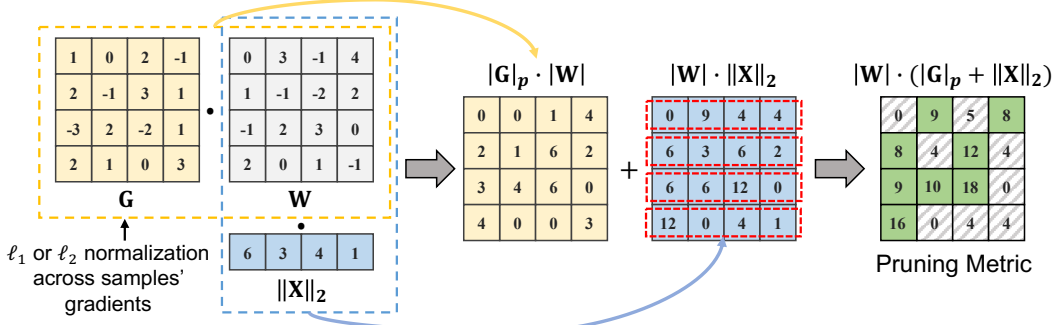 1 0 2 -1
2 -1 3 1
-3 2 -2 1
2 1 0 3
G
ℓ₁ or ℓ₂ normalization
across samples'
gradients
·
0 3 -1 4
1 -1 -2 2
-1 2 3 0
2 0 1 -1
W
·
6 3 4 1
‖X‖₂
|G|ₚ · |W|
0 0 1 4
2 1 6 2
3 4 6 0
4 0 0 3
+
|W| · ‖X‖₂
0 9 4 4
6 3 6 2
6 6 12 0
12 0 4 1
|W| · (|G|ₚ + ‖X‖₂)
0 9 5 8
8 4 12 4
9 10 18 0
16 0 4 4
Pruning Metric